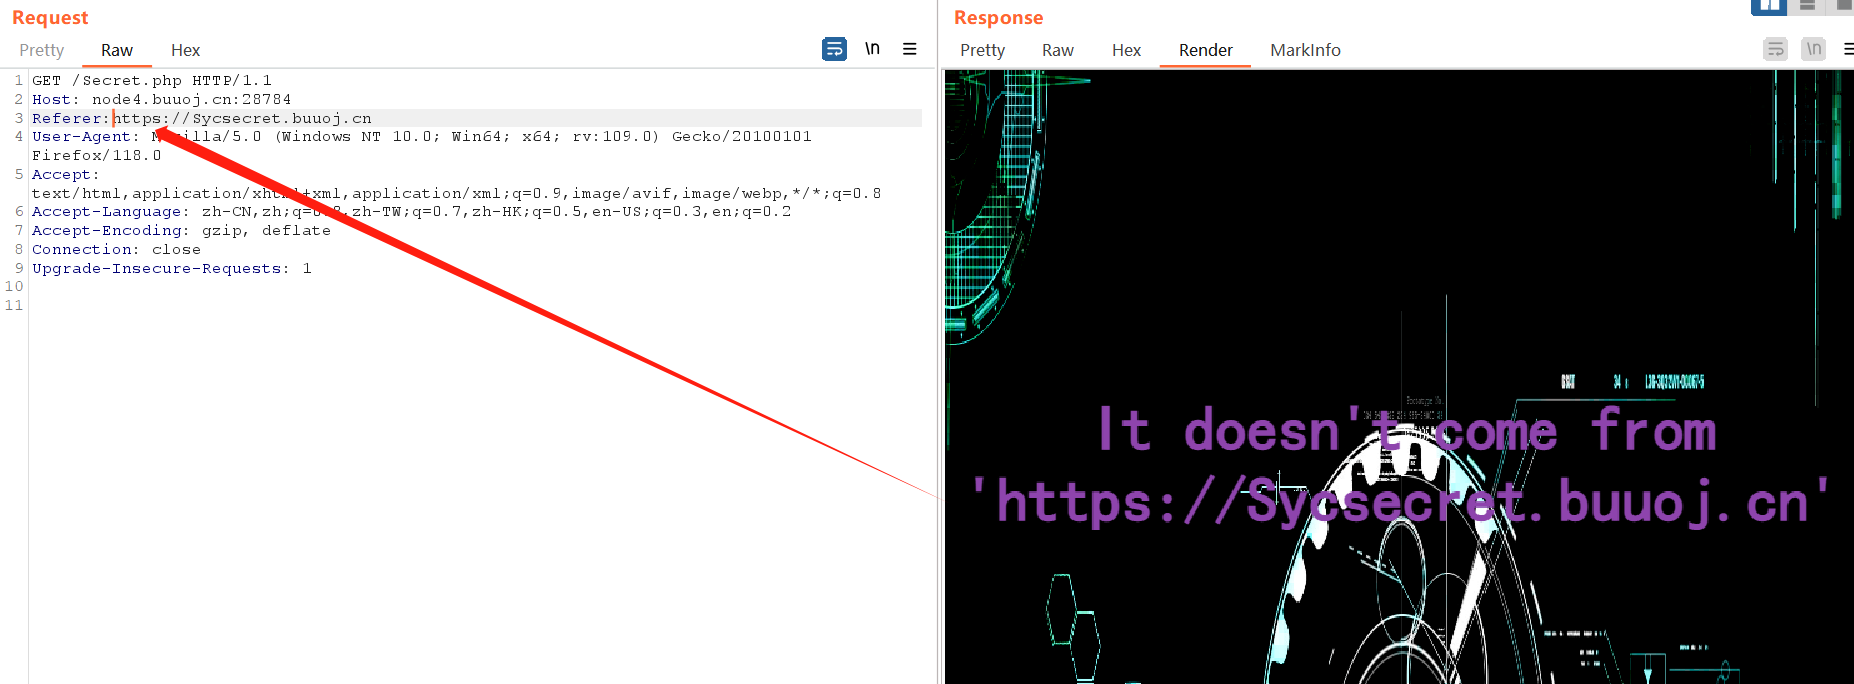 Request
Pretty Raw Hex
\n
1 GET /Secret.php HTTP/1.1
2 Host: node4.buuoj.cn:28784
3 Referer:https://Sycsecret.buuoj.cn
4 User-Agent: Mozilla/5.0 (Windows NT 10.0; Win64; x64; rv:109.0) Gecko/20100101
Firefox/118.0
5 Accept:
text/html,application/xhtml+xml,application/xml;q=0.9,image/avif,image/webp,*/*;q=0.8
6 Accept-Language: zh-CN,zh;q=0.8,zh-TW;q=0.7,zh-HK;q=0.5,en-US;q=0.3,en;q=0.2
7 Accept-Encoding: gzip, deflate
8 Connection: close
9 Upgrade-Insecure-Requests: 1
10
11
Response
Pretty Raw Hex Render MarkInfo
\n
It doesn't come from
'https://Sycsecret.buuoj.cn'